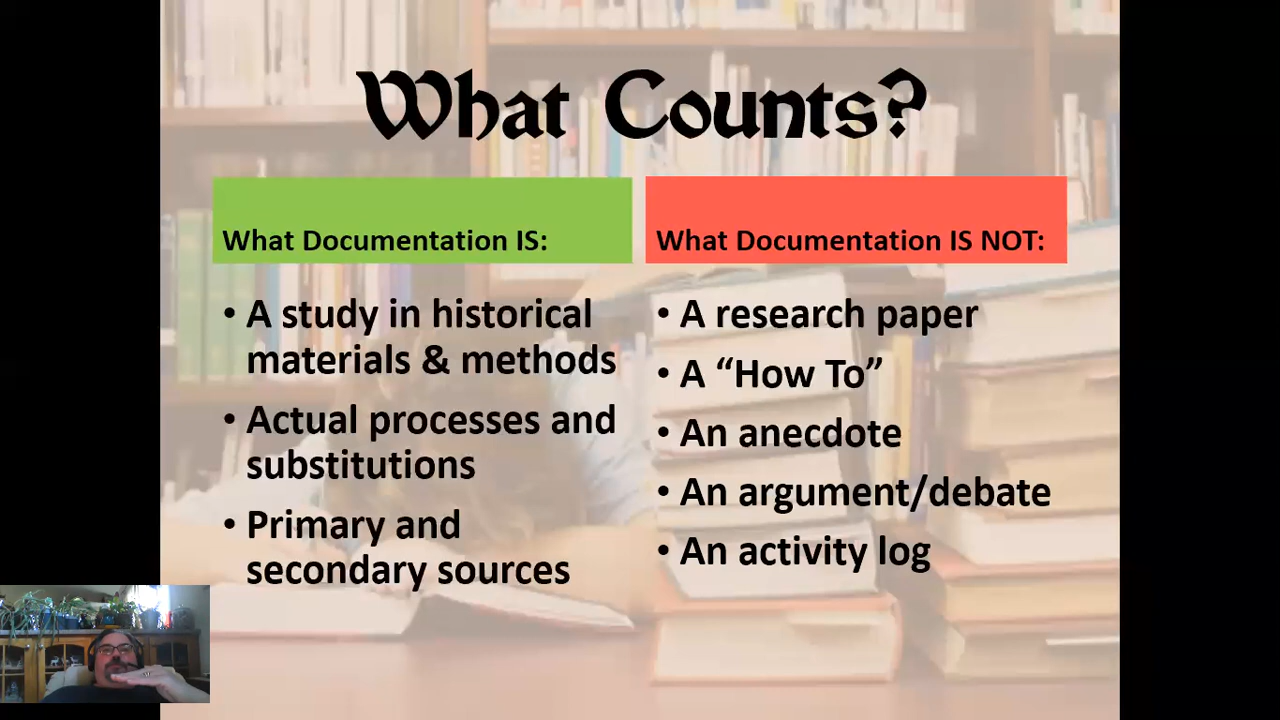 What Counts?
What Documentation IS:
• A study in historical
materials & methods
• Actual processes and
substitutions
• Primary and
secondary sources
What Documentation IS NOT:
• A research paper
• A “How To”
• An anecdote
• An argument/debate
• An activity log